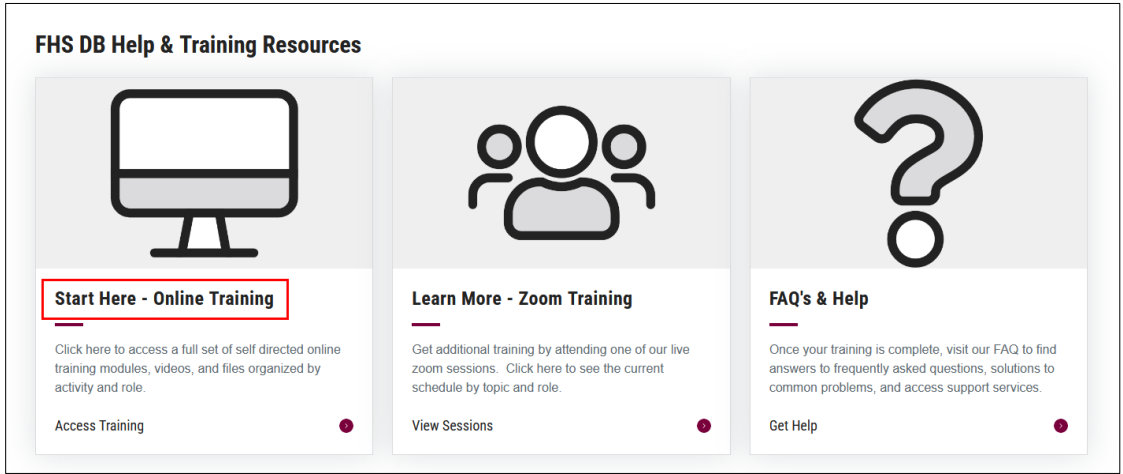 FHS DB Help & Training Resources
Start Here - Online Training
Click here to access a full set of self directed online
training modules, videos, and files organized by
activity and role.
Access Training
Learn More - Zoom Training
Get additional training by attending one of our live
zoom sessions.  Click here to see the current
schedule by topic and role.
View Sessions
FAQ's & Help
Once your training is complete, visit our FAQ to find
answers to frequently asked questions, solutions to
common problems, and access support services.
Get Help